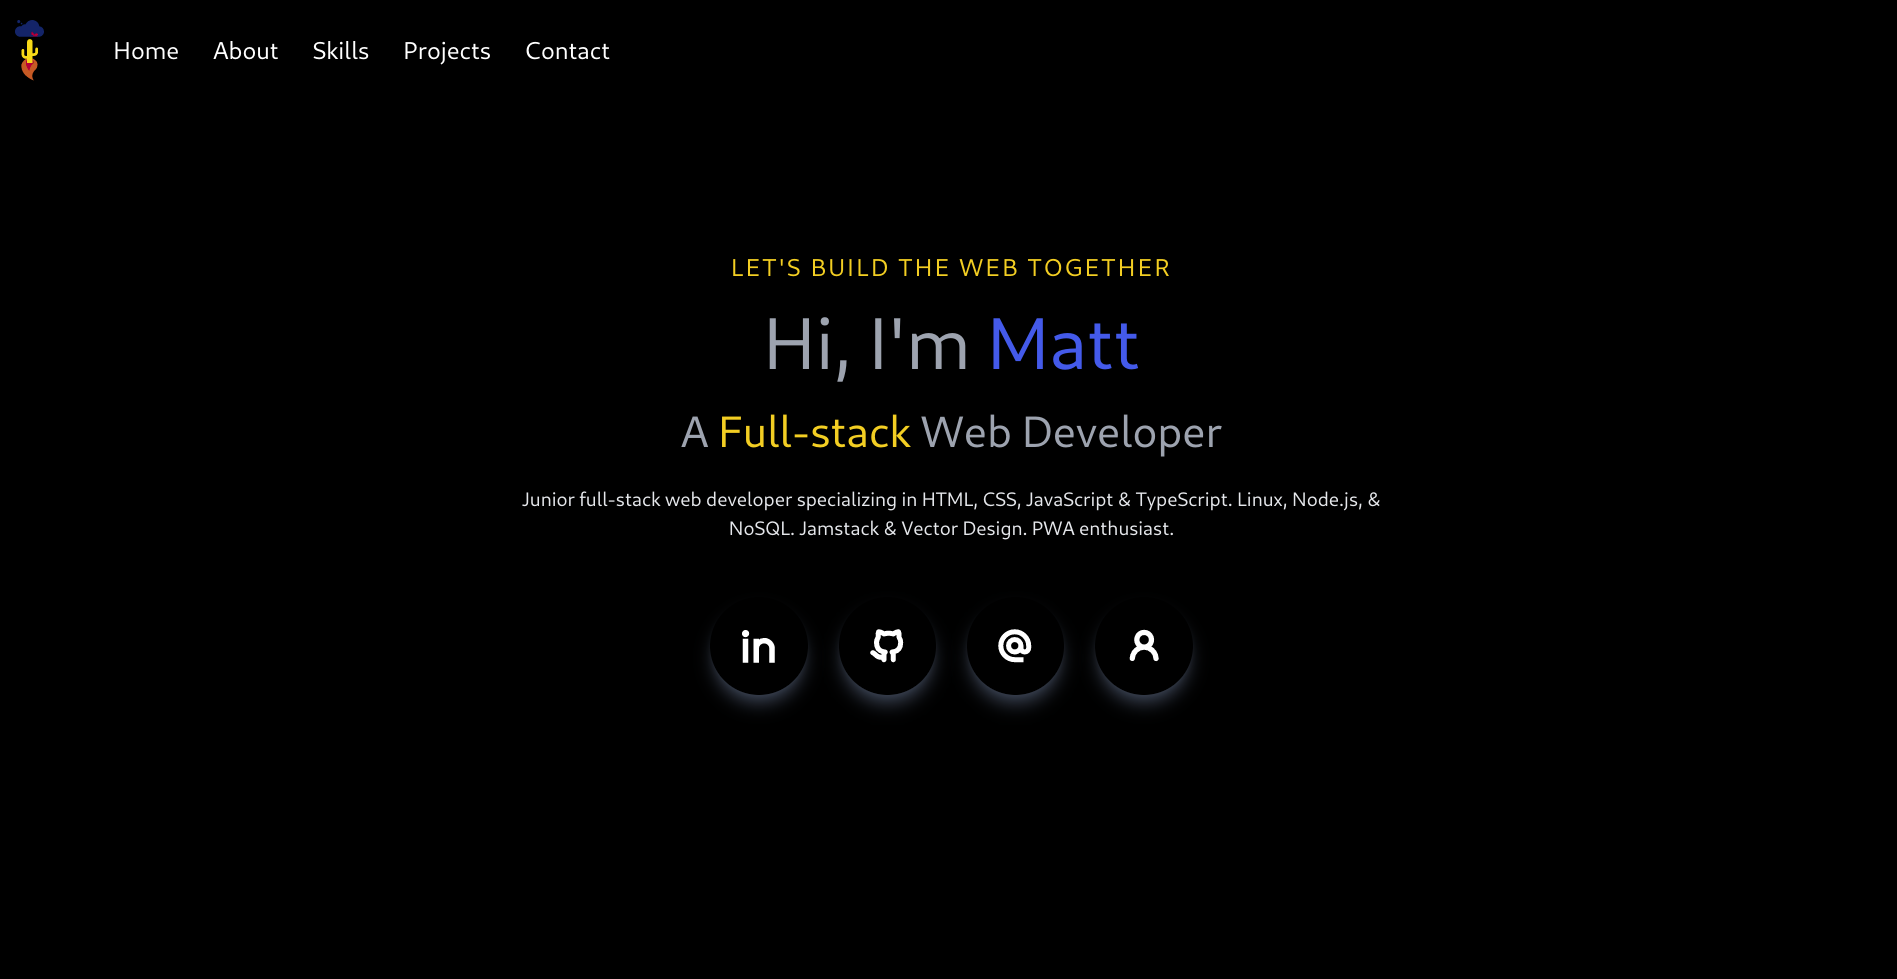 Home About Skills Projects Contact
LET'S BUILD THE WEB TOGETHER
Hi, I'm Matt
A Full-stack Web Developer
Junior full-stack web developer specializing in HTML, CSS, JavaScript & TypeScript. Linux, Node.js, &
NoSQL. Jamstack & Vector Design. PWA enthusiast.
in @